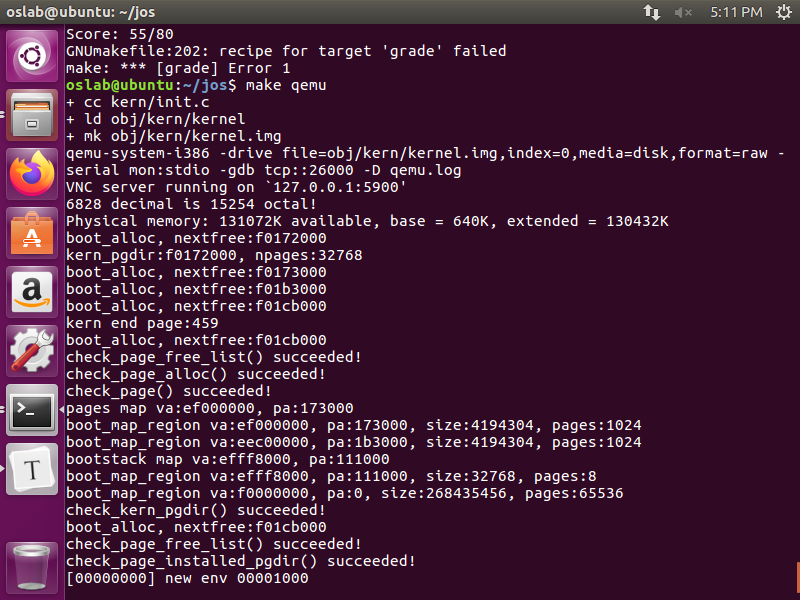 oslab@ubuntu: ~/jos
5:11 PM
Score: 55/80
GNUmakefile:202: recipe for target 'grade' failed
make: *** [grade] Error 1
oslab@ubuntu:~/jos$ make qemu
+ cc kern/init.c
+ ld obj/kern/kernel
+ mk obj/kern/kernel.img
qemu-system-i386 -drive file=obj/kern/kernel.img,index=0,media=disk,format=raw -
serial mon:stdio -gdb tcp::26000 -D qemu.log
VNC server running on `127.0.0.1:5900'
6828 decimal is 15254 octal!
Physical memory: 131072K available, base = 640K, extended = 130432K
boot_alloc, nextfree:f0172000
kern_pgdir:f0172000, npages:32768
boot_alloc, nextfree:f0173000
boot_alloc, nextfree:f01b3000
boot_alloc, nextfree:f01cb000
kern end page:459
boot_alloc, nextfree:f01cb000
check_page_free_list() succeeded!
check_page_alloc() succeeded!
check_page() succeeded!
pages map va:ef000000, pa:173000
boot_map_region va:ef000000, pa:173000, size:4194304, pages:1024
boot_map_region va:eec00000, pa:1b3000, size:4194304, pages:1024
bootstack map va:efff8000, pa:111000
boot_map_region va:efff8000, pa:111000, size:32768, pages:8
boot_map_region va:f0000000, pa:0, size:268435456, pages:65536
check_kern_pgdir() succeeded!
boot_alloc, nextfree:f01cb000
check_page_free_list() succeeded!
check_page_installed_pgdir() succeeded!
[00000000] new env 00001000
A
a
>_
T